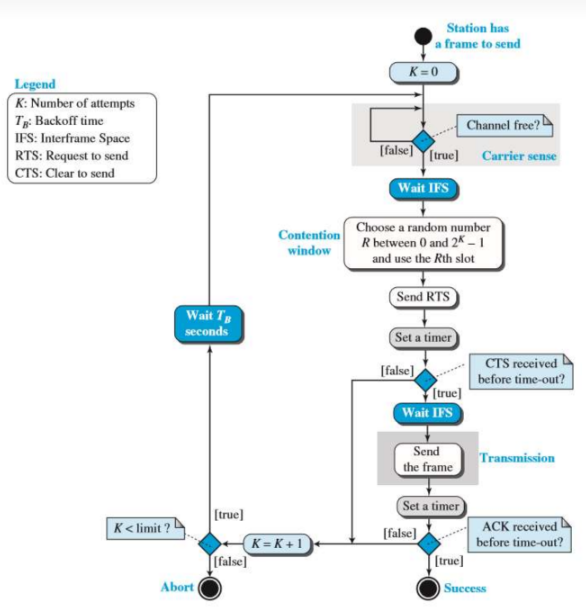 Station has
a frame to send
K = 0
Legend
K: Number of attempts
TB: Backoff time
IFS: Interframe Space
RTS: Request to send
CTS: Clear to send
Channel free?
[false]
[true]
Carrier sense
Wait IFS
Contention
window
Choose a random number
R between 0 and 2^K – 1
and use the Rth slot
Send RTS
Wait TB
seconds
Set a timer
CTS received
before time-out?
[false]
[true]
Wait IFS
Send
the frame
Transmission
Set a timer
[true]
K < limit ?
K = K + 1
[false]
ACK received
before time-out?
[false]
[true]
Abort
Success